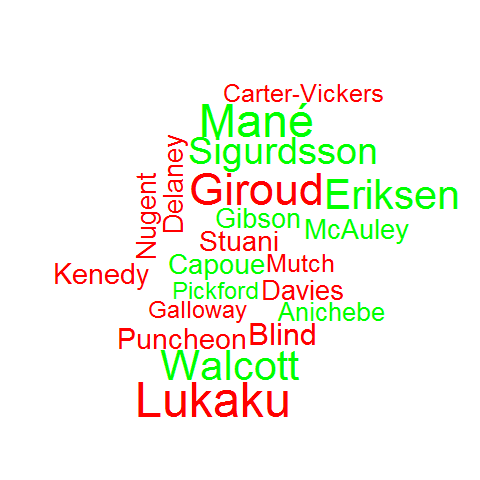 Carter-Vickers
Mané
Sigurdsson
Delaney
Nugent
Giroud
Eriksen
Gibson
McAuley
Stuani
Capoue
Mutch
Kenedy
Pickford
Davies
Galloway
Anichebe
Puncheon
Blind
Walcott
Lukaku